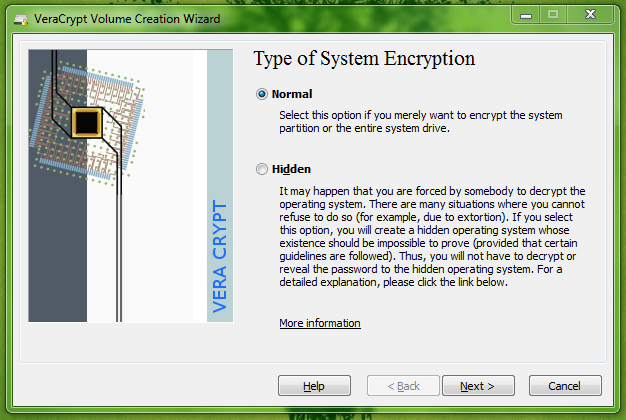 VeraCrypt Volume Creation Wizard
Type of System Encryption
Normal
Select this option if you merely want to encrypt the system
partition or the entire system drive.
Hidden
It may happen that you are forced by somebody to decrypt the
operating system. There are many situations where you cannot
refuse to do so (for example, due to extortion). If you select
this option, you will create a hidden operating system whose
existence should be impossible to prove (provided that certain
guidelines are followed). Thus, you will not have to decrypt or
reveal the password to the hidden operating system. For a
detailed explanation, please click the link below.
More information
VERA CRYPT
Help
< Back
Next >
Cancel